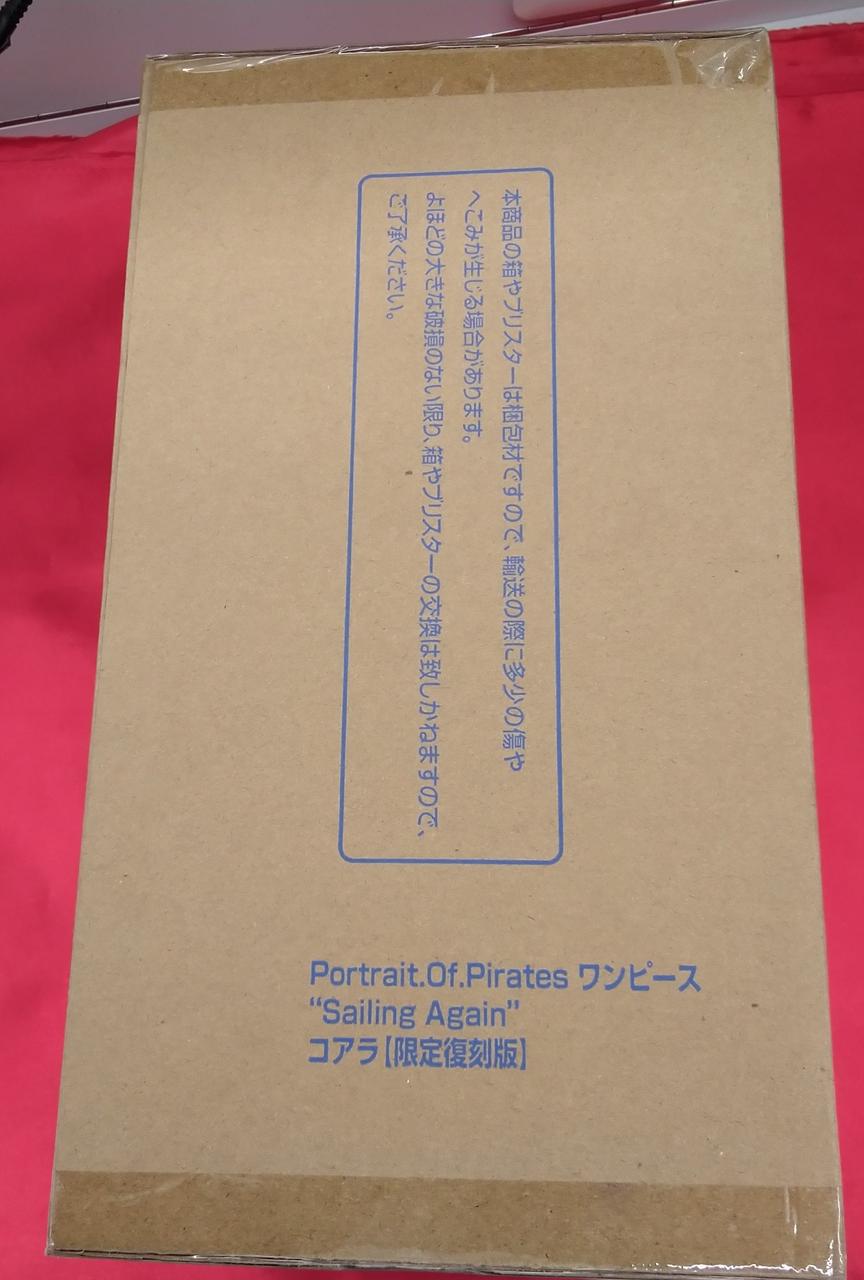 本商品の箱やブリスターは梱包材ですので、輸送の際に多少の傷や
へこみが生じる場合があります。
よほどの大きな破損のない限り、箱やブリスターの交換は致しかねますので、
ご了承ください。
Portrait.Of.Pirates ワンピース
“Sailing Again”
コアラ【限定復刻版】